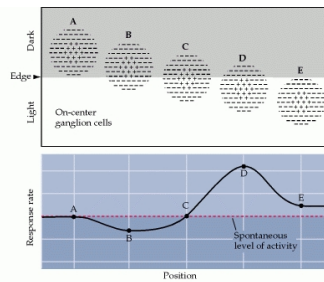 Dark
Edge
Light
A
B
C
D
E
On-center
ganglion cells
Response rate
A
B
C
D
E
Spontaneous
level of activity
Position